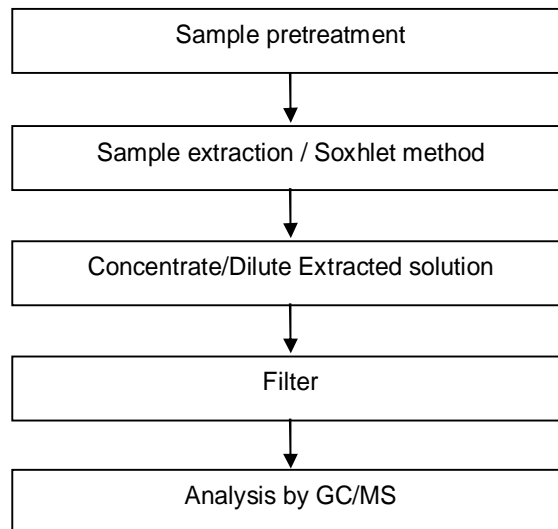 Sample pretreatment
Sample extraction / Soxhlet method
Concentrate/Dilute Extracted solution
Filter
Analysis by GC/MS